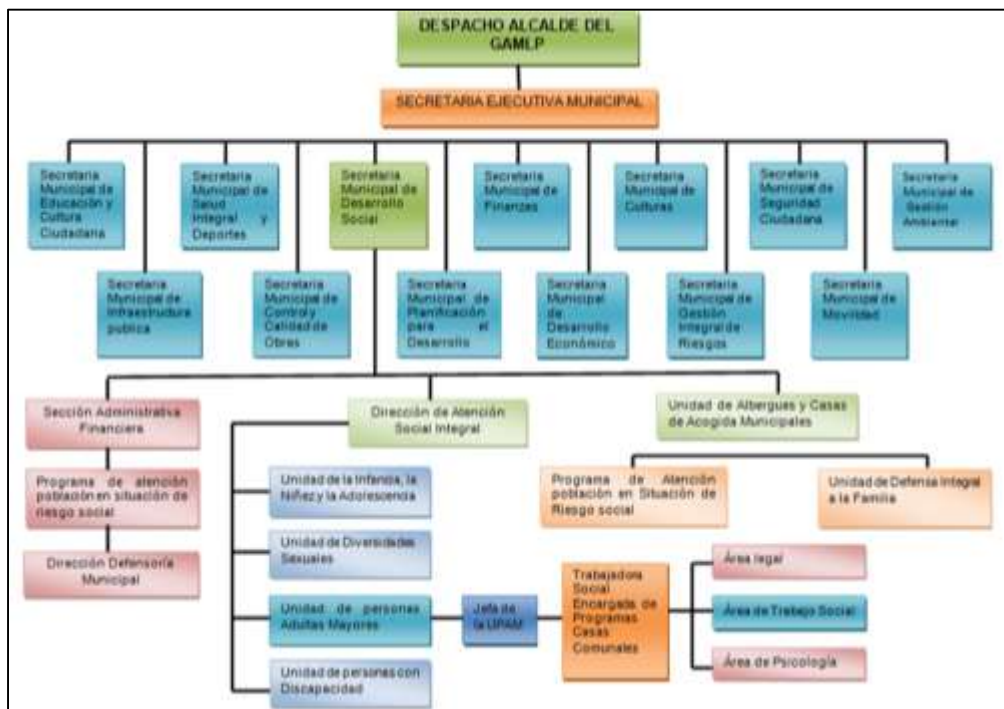 DESPACHO ALCALDE DEL
GAMLP
SECRETARIA EJECUTIVA MUNICIPAL
Secretaria
Municipal de
Educación y
Cultura
Ciudadana
Secretaria
Municipal de
Salud
Integral y
Deportes
Secretaria
Municipal de
Desarrollo
Social
Secretaria
Municipal de
Finanzas
Secretaria
Municipal de
Culturas
Secretaria
Municipal de
Seguridad
Ciudadana
Secretaria
Municipal de
Gestión
Ambiental
Secretaria
Municipal de
Infraestructura
publica
Secretaria
Municipal de
Control y
Calidad de
Obras
Secretaria
Municipal de
Planificación
para el
Desarrollo
Secretaria
Municipal
de
Desarrollo
Económico
Secretaria
Municipal de
Gestión
Integral de
Riesgos
Secretaria
Municipal de
Movilidad
Sección Administrativa
Financiera
Dirección de Atención
Social Integral
Unidad de Albergues y Casas
de Acogida Municipales
Programa de atención
población en situación de
riesgo social
Dirección Defensoría
Municipal
Unidad de la Infancia, la
Niñez y la Adolescencia
Unidad de Diversidades
Sexuales
Unidad de personas
Adultas Mayores
Unidad de personas con
Discapacidad
Programa de Atención
población en Situación de
Riesgo social
Unidad de Defensa Integral
a la Familia
Jefa de
la UPAM
Trabajadora
Social
Encargada de
Programas
Casas
Comunales
Área legal
Área de Trabajo Social
Área de Psicología